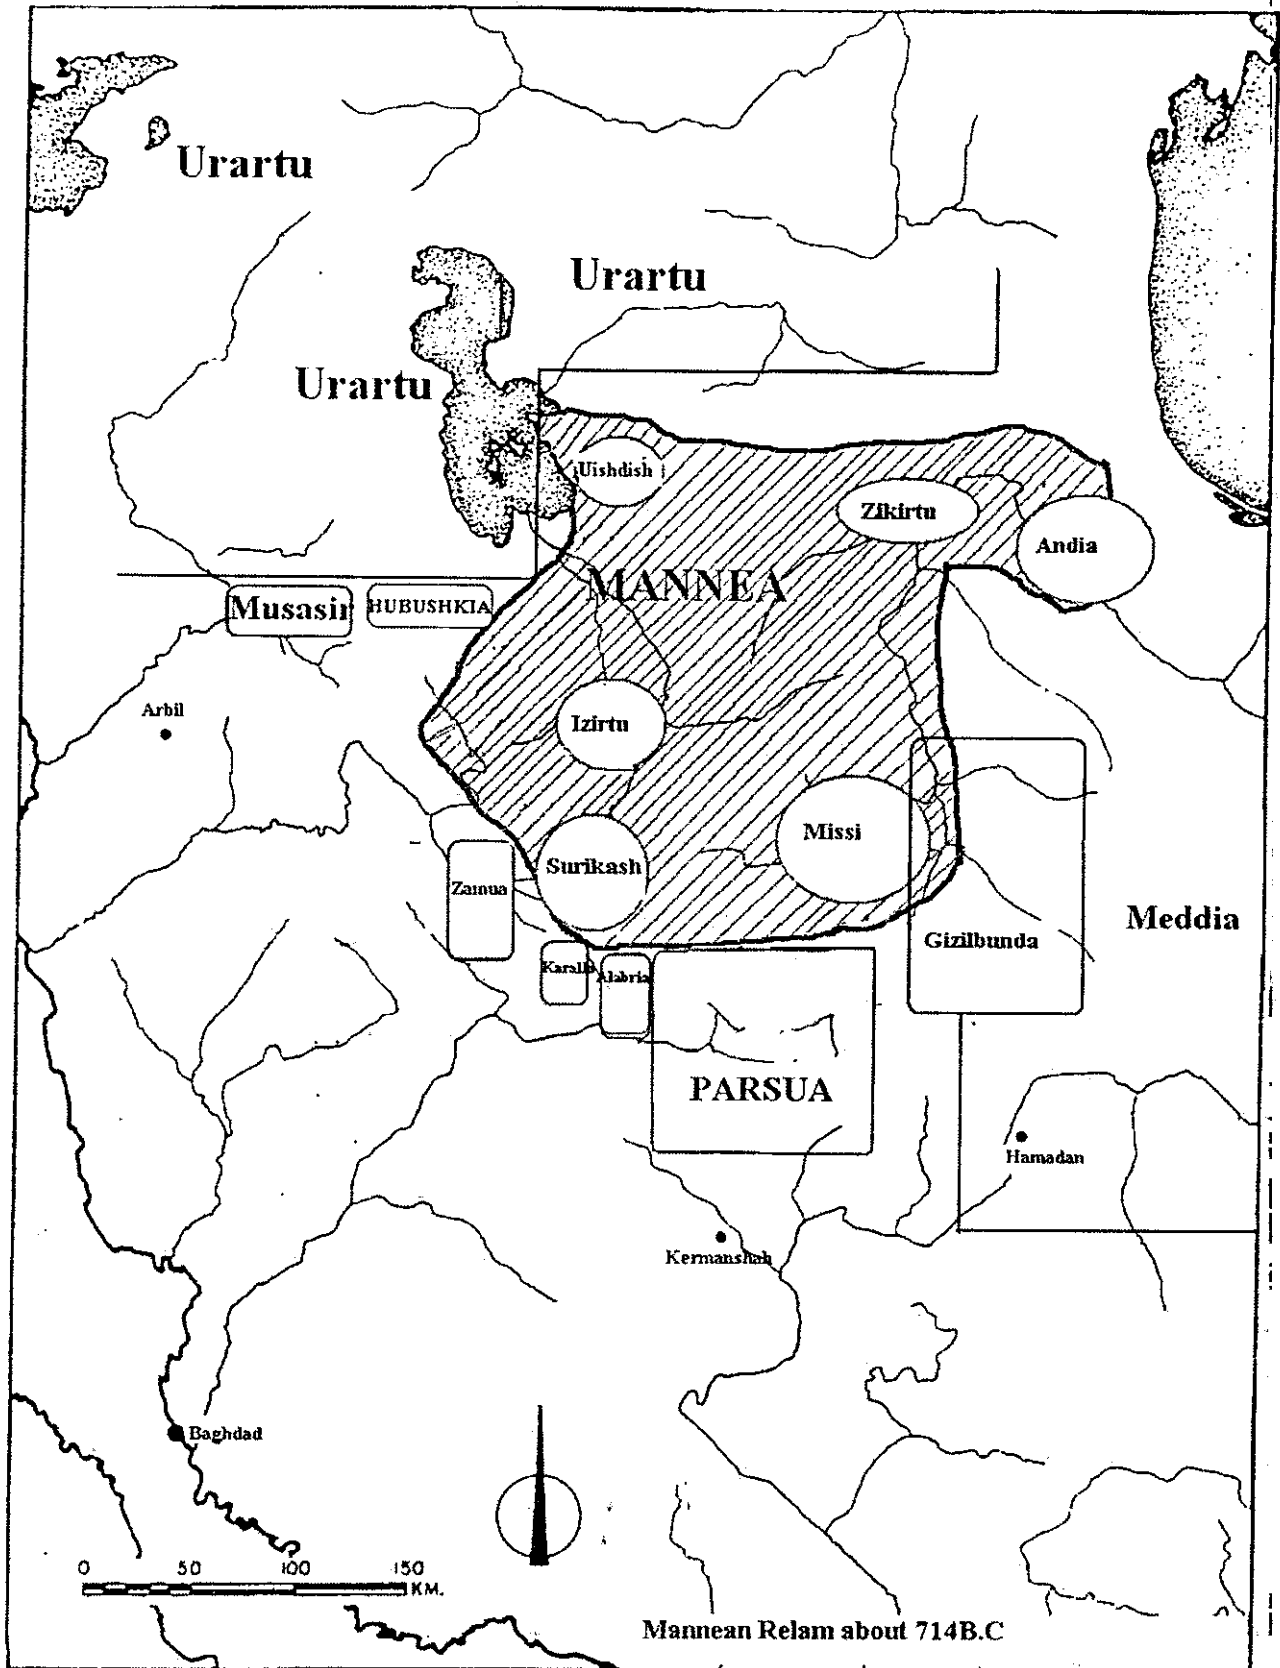 Urartu
Urartu
Urartu
Uishdish
Zikirtu
Andia
MANNEA
Musasir
HUBUSHKIA
Arbil
Izirtu
Missi
Surikash
Zamua
Meddia
Gizilbunda
Karalla
Alabria
PARSUA
Hamadan
Kermanshah
Baghdad
0 50 100 150
KM.
Mannean Relam about 714B.C